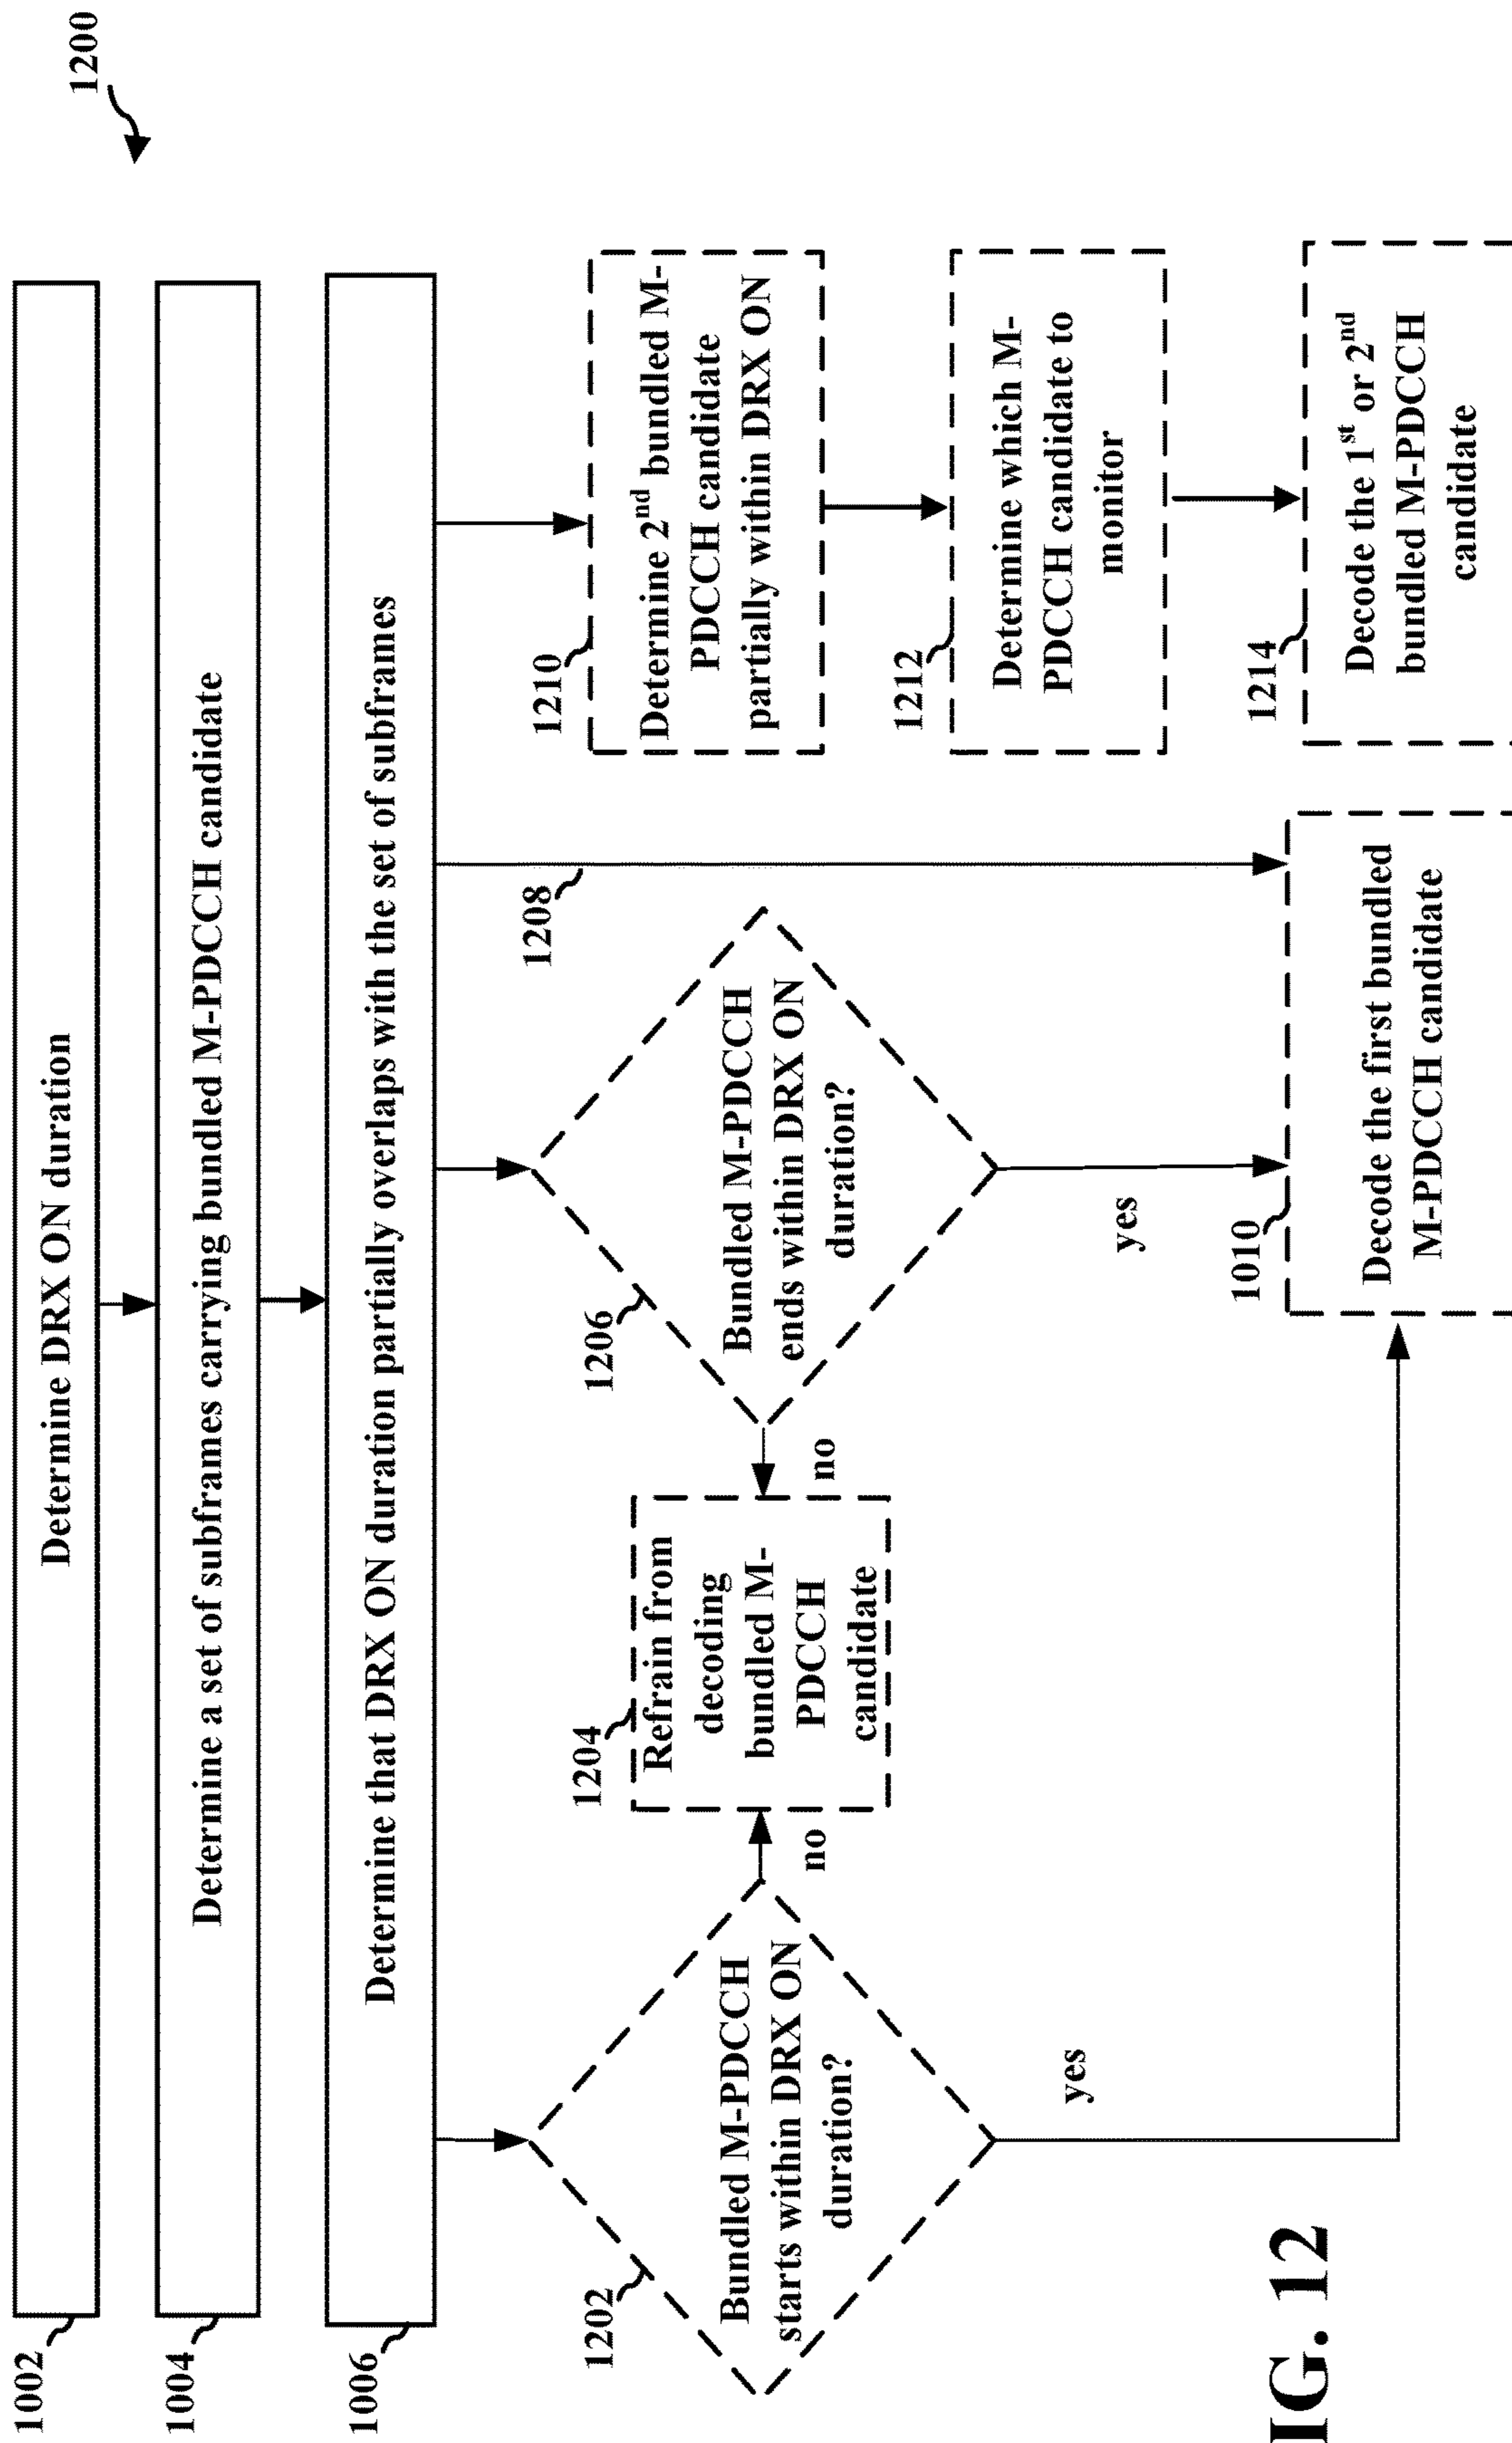 1200
1002
Determine DRX ON duration
1004
Determine a set of subframes carrying bundled M-PDCCH candidate
1006
Determine that DRX ON duration partially overlaps with the set of subframes
1202
Bundled M-PDCCH
starts within DRX ON
duration?
no
yes
1204
Refrain from
decoding
bundled M-
PDCCH
candidate
1206
Bundled M-PDCCH
ends within DRX ON
duration?
no
yes
1208
1010
Decode the first bundled
M-PDCCH candidate
1210
Determine 2nd bundled M-
PDCCH candidate
partially within DRX ON
1212
Determine which M-
PDCCH candidate to
monitor
1214
Decode the 1st or 2nd
bundled M-PDCCH
candidate
IG. 12